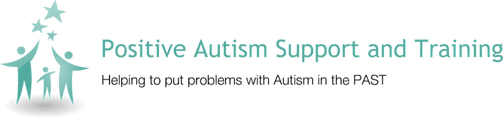 Positive Autism Support and Training
Helping to put problems with Autism in the PAST